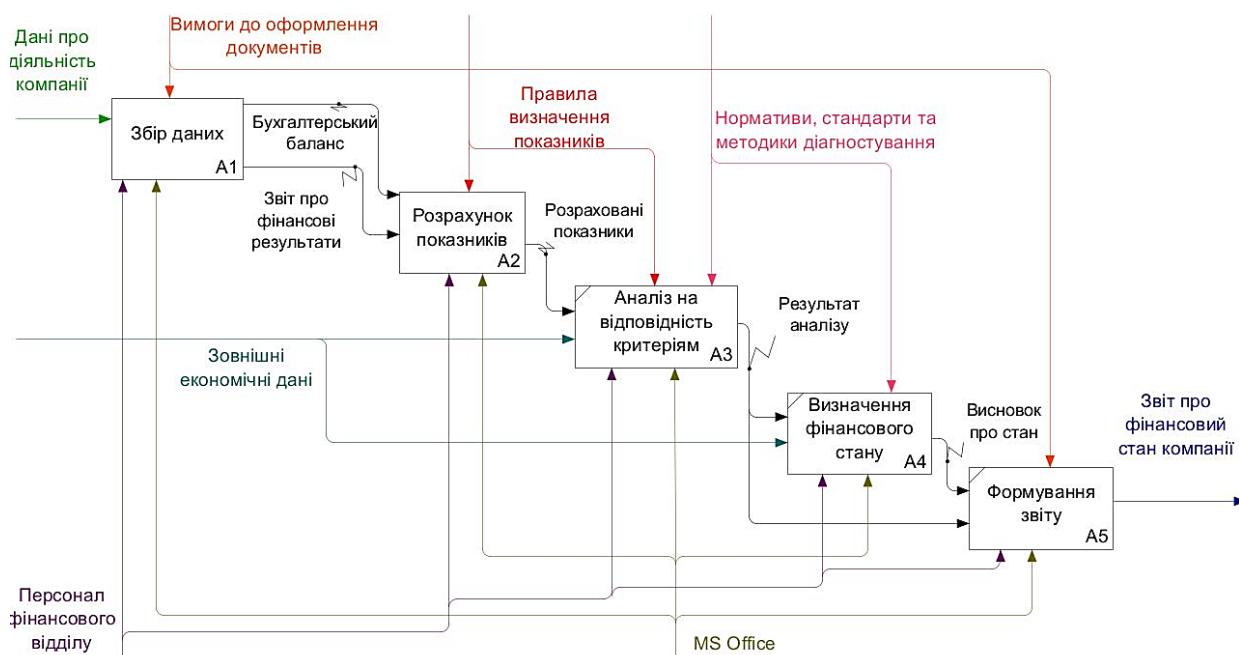 Дані про
діяльність
компанії
Вимоги до оформлення
документів
Збір даних
A1
Бухгалтерський
баланс
Звіт про
фінансові
результати
Правила
визначення
показників
Нормативи, стандарти та
методики діагностування
Розрахунок
показників
A2
Розраховані
показники
Аналіз на
відповідність
критеріям
A3
Результат
аналізу
Зовнішні
економічні дані
Визначення
фінансового
стану
A4
Висновок
про стан
Звіт про
фінансовий
стан компанії
Формування
звіту
A5
Персонал
фінансового
відділу
MS Office